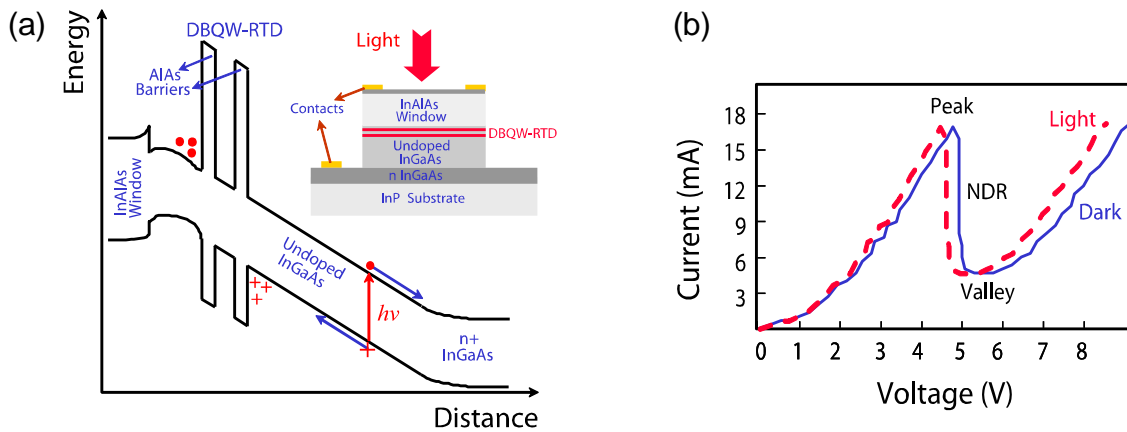 (a)
Energy
DBQW-RTD
AlAs
Barriers
InAlAs
Window
Undoped
InGaAs
hν
n+
InGaAs
Distance
Light
Contacts
InAlAs
Window
DBQW-RTD
Undoped
InGaAs
n InGaAs
InP Substrate
(b)
Current (mA)
18
15
12
9
6
3
Peak
Light
NDR
Dark
Valley
0 1 2 3 4 5 6 7 8
Voltage (V)